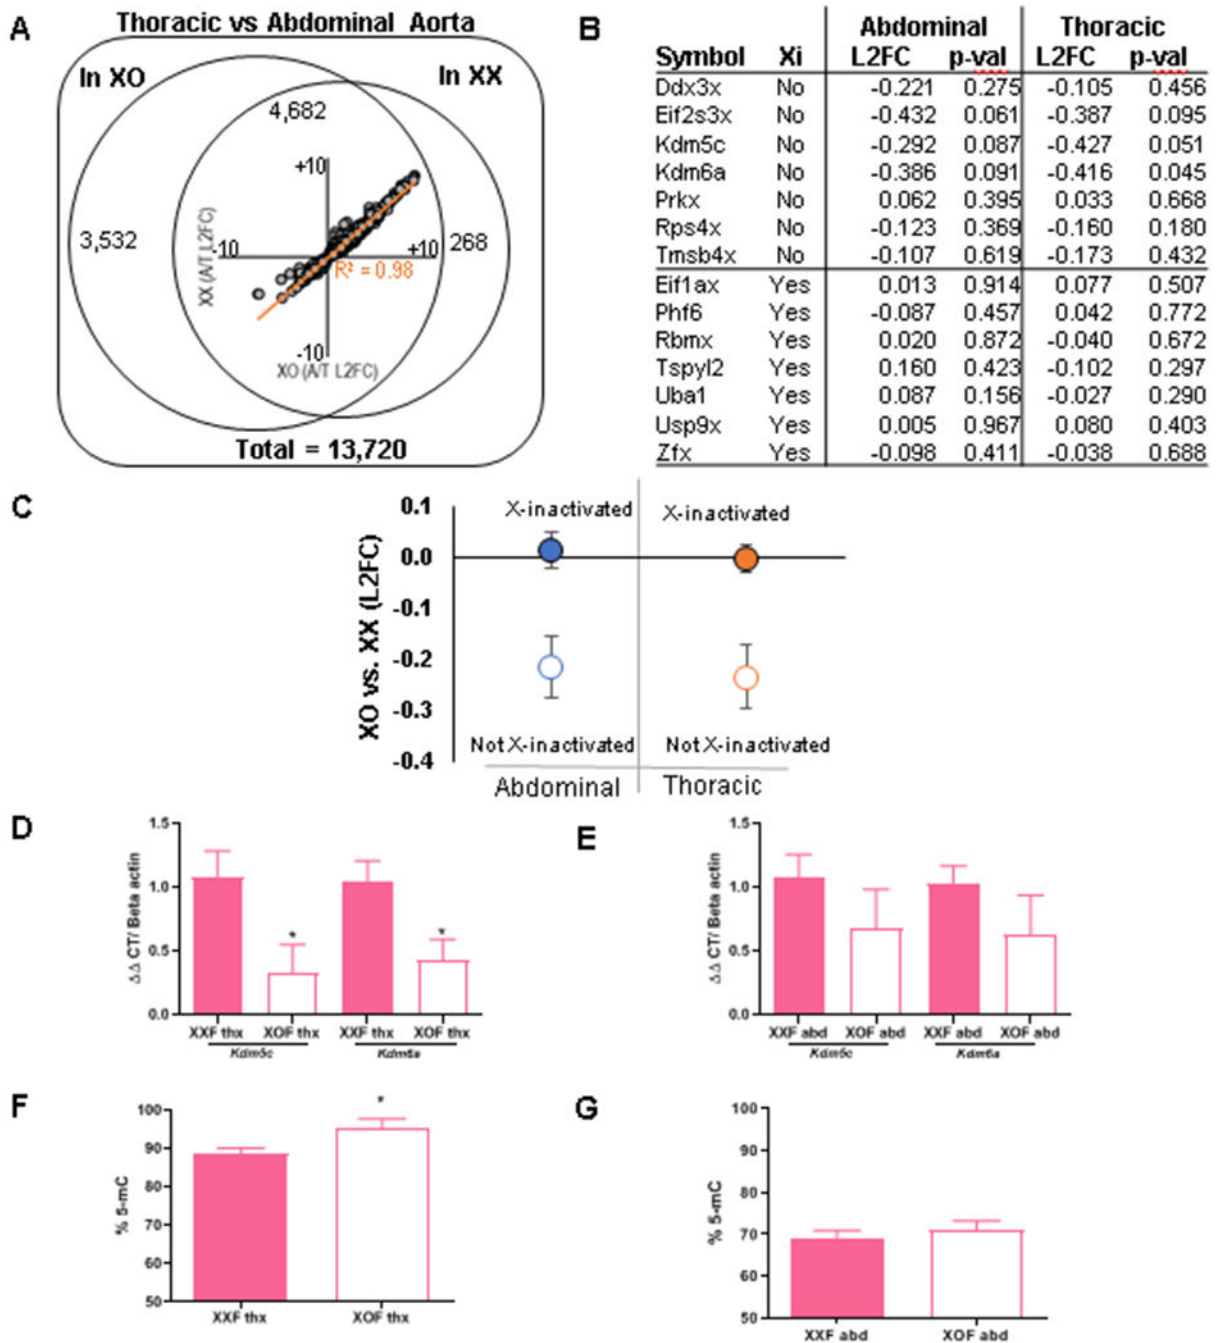 A
Thoracic vs Abdominal Aorta
In XO
In XX
4,682
3,532
268
+10
-10
+10
-10
R² = 0.98
XX (A/T L2FC)
XO (A/T L2FC)
Total = 13,720
B
Abdominal Thoracic
Symbol Xi L2FC p-val L2FC p-val
Ddx3x No -0.221 0.275 -0.105 0.456
Eif2s3x No -0.432 0.061 -0.387 0.095
Kdm5c No -0.292 0.087 -0.427 0.051
Kdm6a No -0.386 0.091 -0.416 0.045
Prkx No 0.062 0.395 0.033 0.668
Rps4x No -0.123 0.369 -0.160 0.180
Tmsb4x No -0.107 0.619 -0.173 0.432
Eif1ax Yes 0.013 0.914 0.077 0.507
Phf6 Yes -0.087 0.457 0.042 0.772
Rbmx Yes 0.020 0.872 -0.040 0.672
Tspyl2 Yes 0.160 0.423 -0.102 0.297
Uba1 Yes 0.087 0.156 -0.027 0.290
Usp9x Yes 0.005 0.967 0.080 0.403
Zfx Yes -0.098 0.411 -0.038 0.688
C
XO vs. XX (L2FC)
0.1
0.0
-0.1
-0.2
-0.3
-0.4
X-inactivated X-inactivated
Not X-inactivated Not X-inactivated
Abdominal Thoracic
D
ΔΔ CT/ Beta actin
1.5
1.0
0.5
0.0
* *
XXF thx XOF thx XXF thx XOF thx
Kdm5c Kdm6a
E
ΔΔ CT/ Beta actin
1.5
1.0
0.5
0.0
XXF abd XOF abd XXF abd XOF abd
Kdm5c Kdm6a
F
% 5-mC
100
90
80
70
60
50
*
XXF thx XOF thx
G
% 5-mC
100
90
80
70
60
50
XXF abd XOF abd